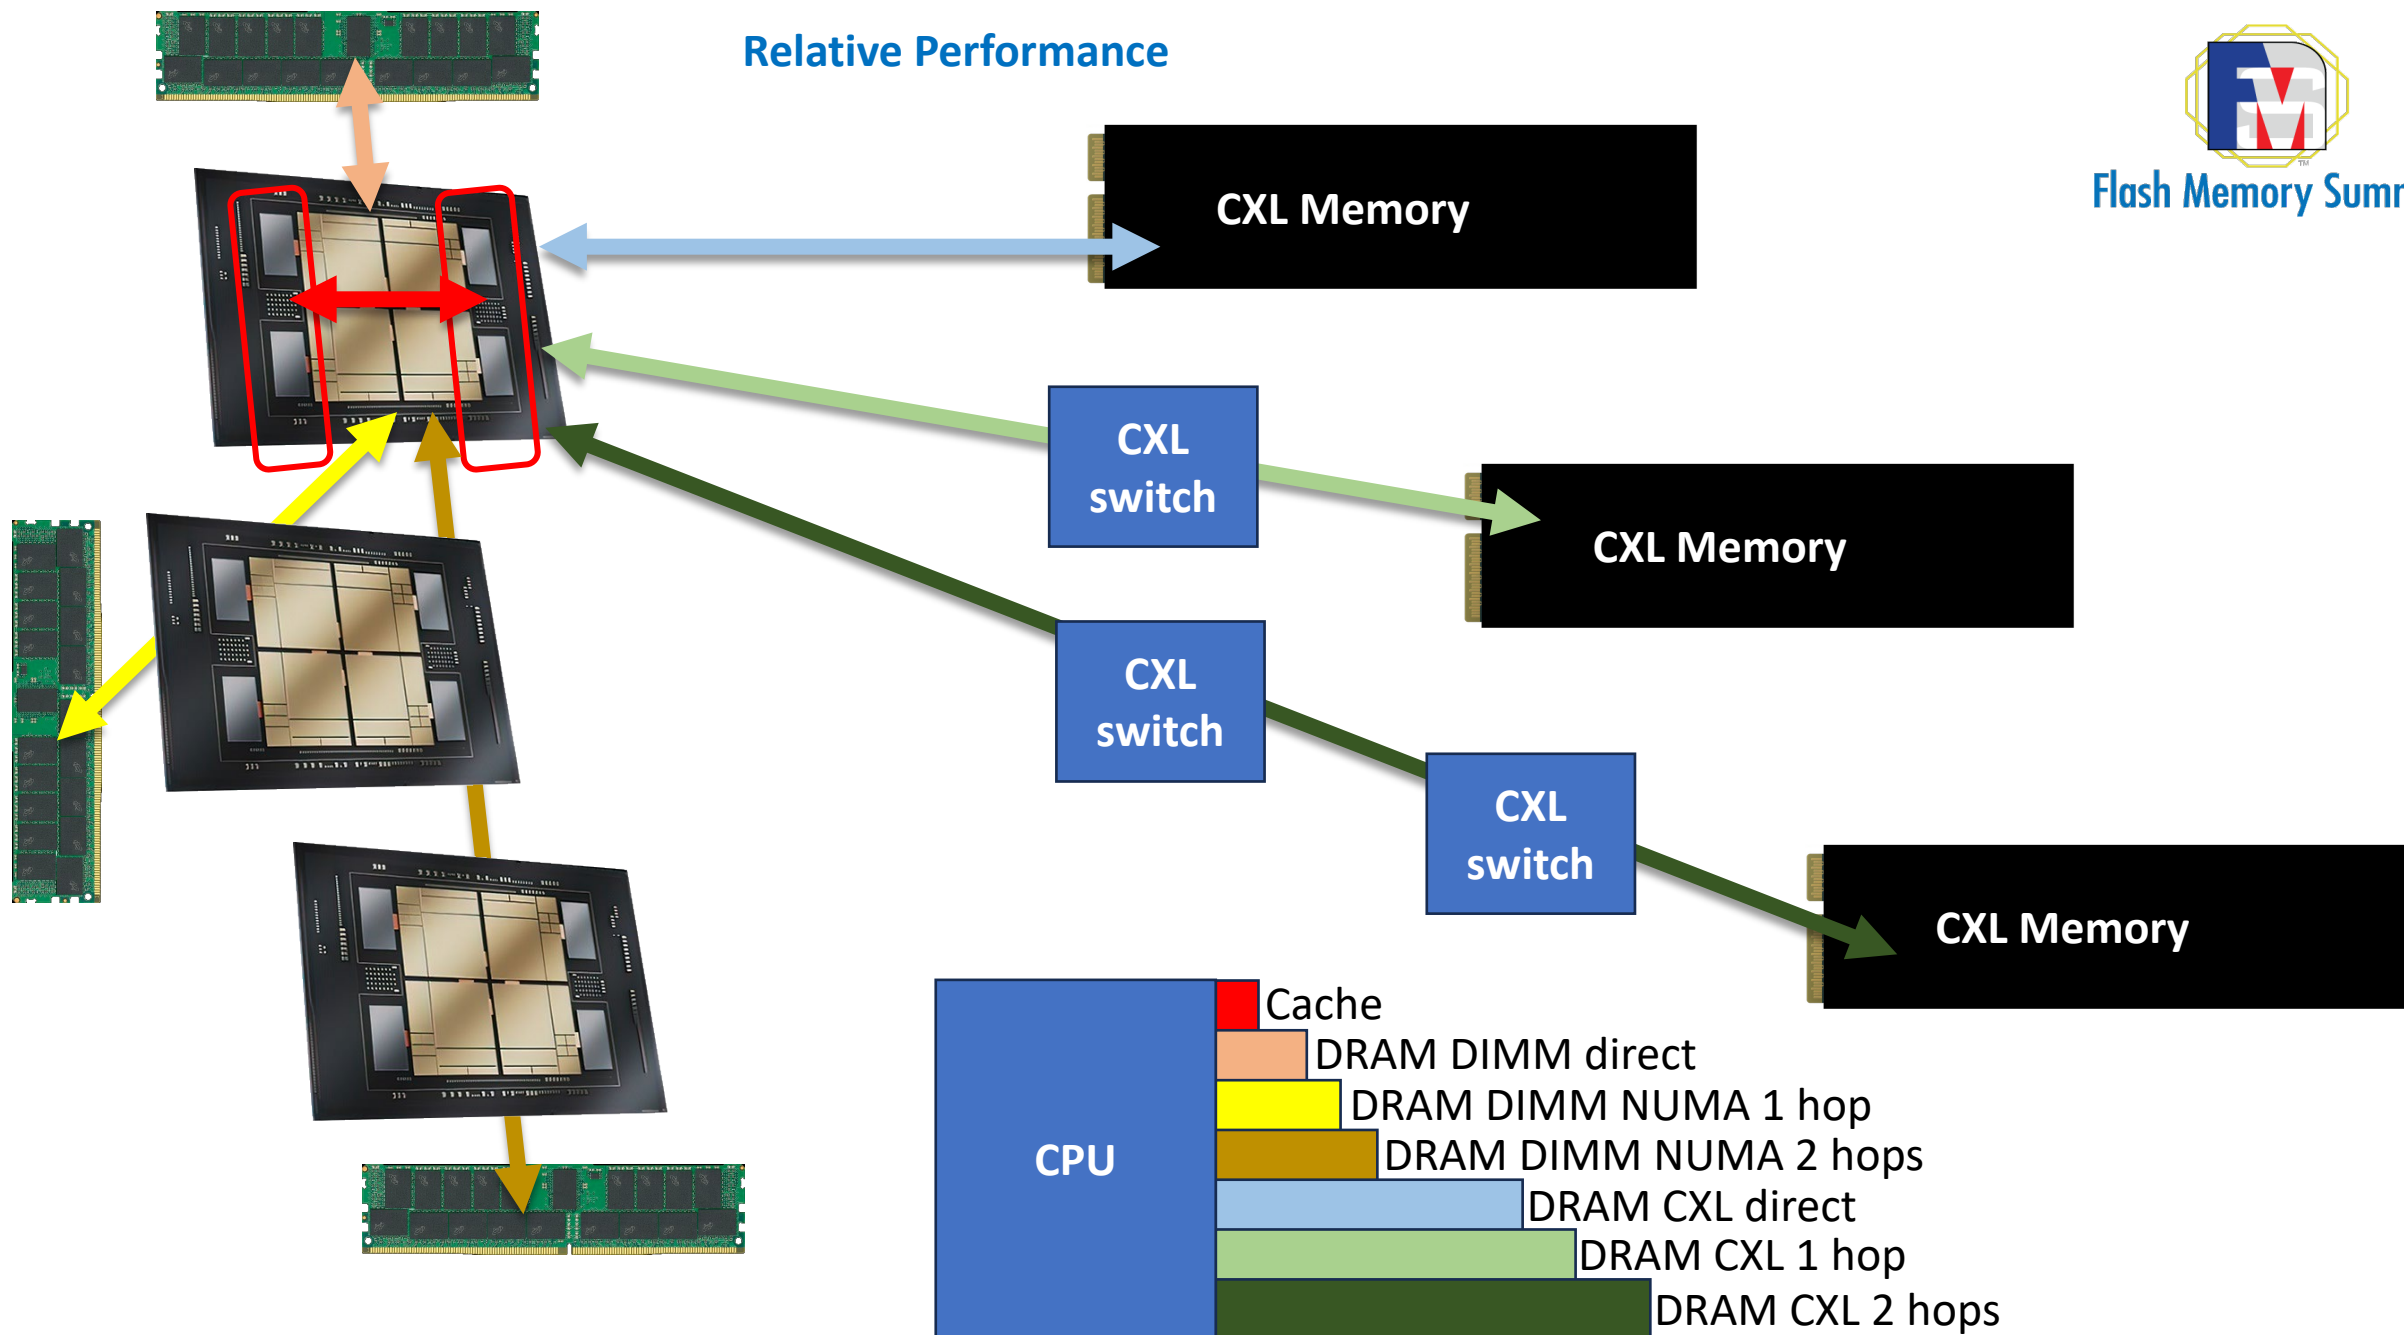 Relative Performance
TM
Flash Memory Summ
CXL Memory
CXL
switch
CXL Memory
CXL
switch
CXL
switch
CXL Memory
CPU
Cache
DRAM DIMM direct
DRAM DIMM NUMA 1 hop
DRAM DIMM NUMA 2 hops
DRAM CXL direct
DRAM CXL 1 hop
DRAM CXL 2 hops